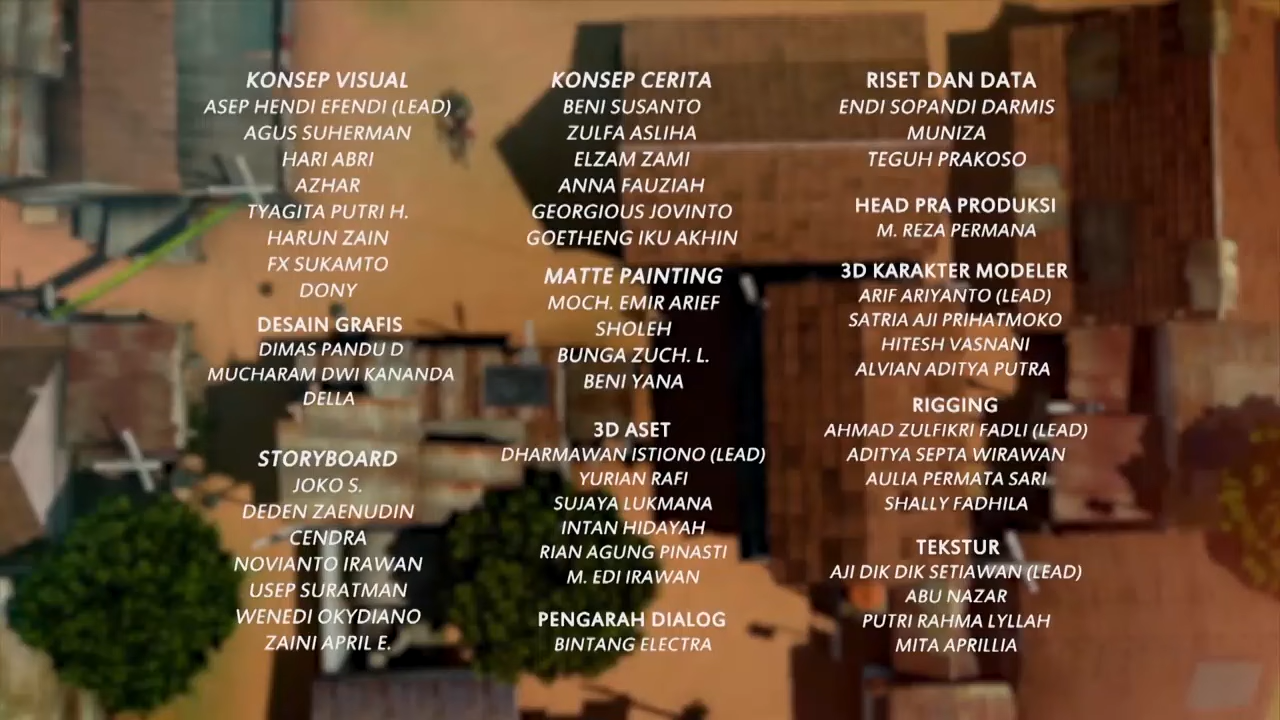 KONSEP VISUAL
ASEP HENDI EFENDI (LEAD)
AGUS SUHERMAN
HARI ABRI
AZHAR
TYAGITA PUTRI H.
HARUN ZAIN
FX SUKAMTO
DONY
DESAIN GRAFIS
DIMAS PANDU D
MUCHARAM DWI KANANDA
DELLA
STORYBOARD
JOKO S.
DEDEN ZAENUDIN
CENDRA
NOVIANTO IRAWAN
USEP SURATMAN
WENEDI OKYDIANO
ZAINI APRIL E.
KONSEP CERITA
BENI SUSANTO
ZULFA ASLIHA
ELZAM ZAMI
ANNA FAUZIAH
GEORGIOUS JOVINTO
GOETHENG IKU AKHIN
MATTE PAINTING
MOCH. EMIR ARIEF
SHOLEH
BUNGA ZUCH. L.
BENI YANA
3D ASET
DHARMAWAN ISTIONO (LEAD)
YURIAN RAFI
SUJAYA LUKMANA
INTAN HIDAYAH
RIAN AGUNG PINASTI
M. EDI IRAWAN
PENGARAH DIALOG
BINTANG ELECTRA
RISET DAN DATA
ENDI SOPANDI DARMIS
MUNIZA
TEGUH PRAKOSO
HEAD PRA PRODUKSI
M. REZA PERMANA
3D KARAKTER MODELER
ARIF ARIYANTO (LEAD)
SATRIA AJI PRIHATMOKO
HITESH VASNANI
ALVIAN ADITYA PUTRA
RIGGING
AHMAD ZULFIKRI FADLI (LEAD)
ADITYA SEPTA WIRAWAN
AULIA PERMATA SARI
SHALLY FADHILA
TEKSTUR
AJI DIK DIK SETIAWAN (LEAD)
ABU NAZAR
PUTRI RAHMA LYLLAH
MITA APRILLIA